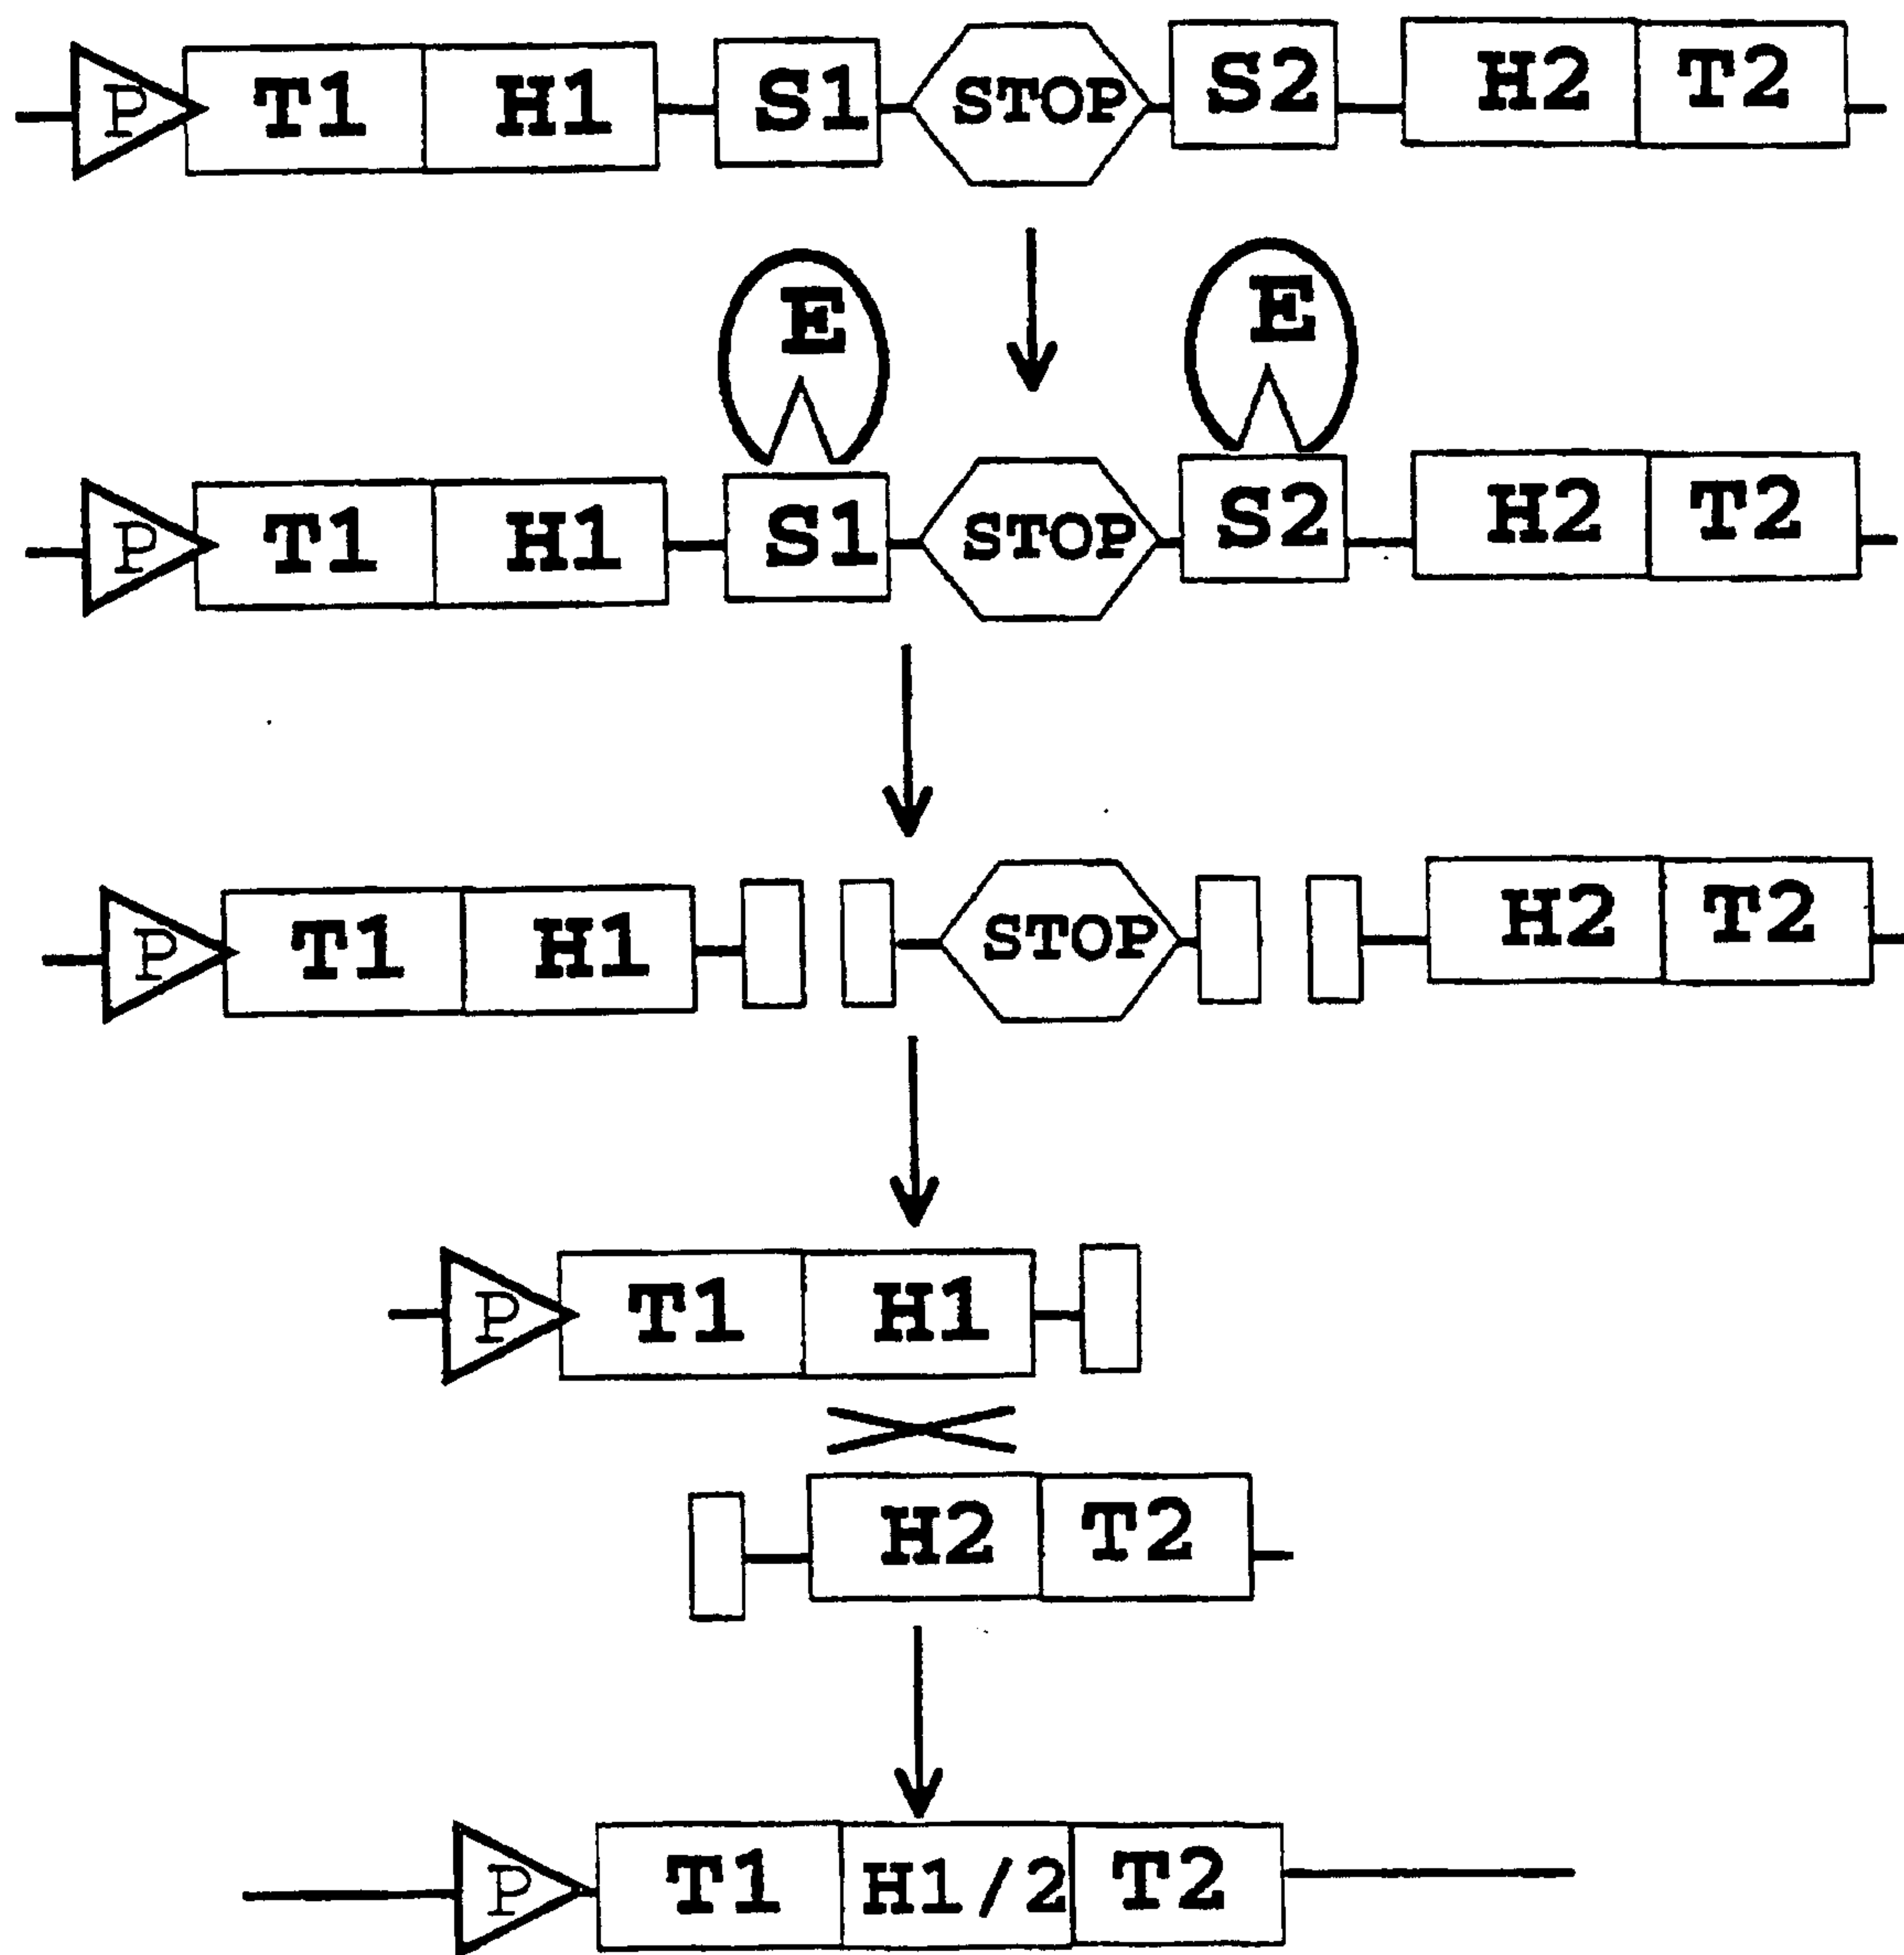 P T1 H1 S1 STOP S2 H2 T2
E E
P T1 H1 S1 STOP S2 H2 T2
P T1 H1 STOP H2 T2
P T1 H1
H2 T2
P T1 H1/2 T2